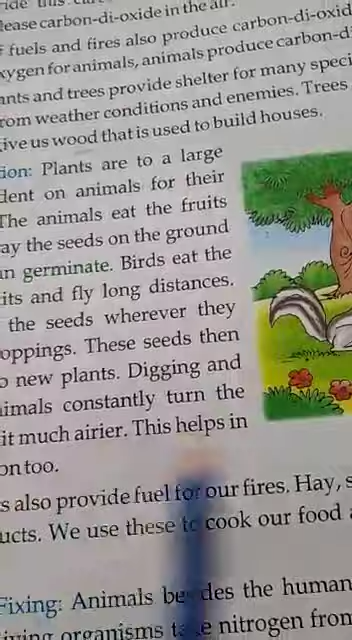 lease carbon-di-oxide in the air.
fuels and fires also produce carbon-di-oxid
xygen for animals, animals produce carbon-d
ants and trees provide shelter for many speci
rom weather conditions and enemies. Trees
ive us wood that is used to build houses.
ion: Plants are to a large
dent on animals for their
The animals eat the fruits
ay the seeds on the ground
an germinate. Birds eat the
its and fly long distances.
the seeds wherever they
oppings. These seeds then
o new plants. Digging and
imals constantly turn the
it much airier. This helps in
on too.
s also provide fuel for our fires. Hay, s
ucts. We use these to cook our food a
Fixing: Animals besides the human
iving organisms take nitrogen from